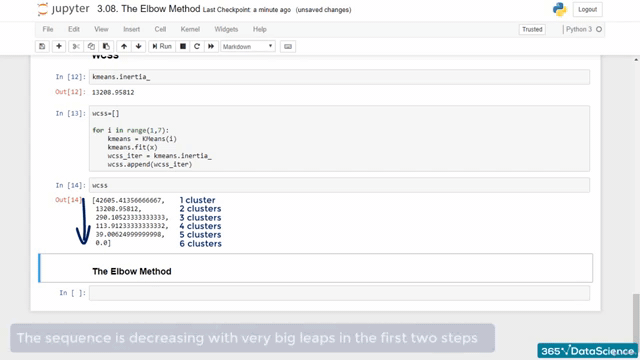 jupyter 3.08. The Elbow Method Last Checkpoint: a minute ago (unsaved changes) Logout
File Edit View Insert Cell Kernel Widgets Help Trusted Python 3
Run Markdown
WCSS
In [12] kmeans.inertia_
Out[12] 13208.95812
In [13] wcss=[]
for i in range(1,7):
kmeans = KMeans(i)
kmeans.fit(x)
wcss_iter = kmeans.inertia_
wcss.append(wcss_iter)
In [14] wcss
Out[14] [42605.41356666667, 1 cluster
13208.95812, 2 clusters
290.10523333333333, 3 clusters
113.91233333333332, 4 clusters
39.00624999999998, 5 clusters
0.0] 6 clusters
The Elbow Method
In [ ]
The sequence is decreasing with very big leaps in the first two steps
365 DataScience